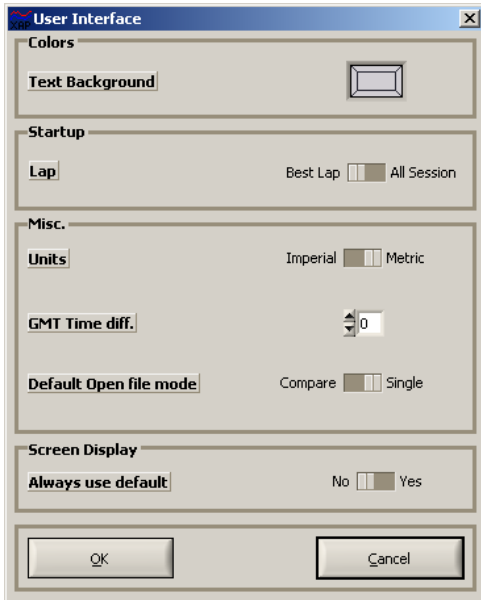 XAP User Interface
Colors
Text Background
Startup
Lap Best Lap All Session
Misc.
Units Imperial Metric
GMT Time diff. 0
Default Open file mode Compare Single
Screen Display
Always use default No Yes
OK Cancel